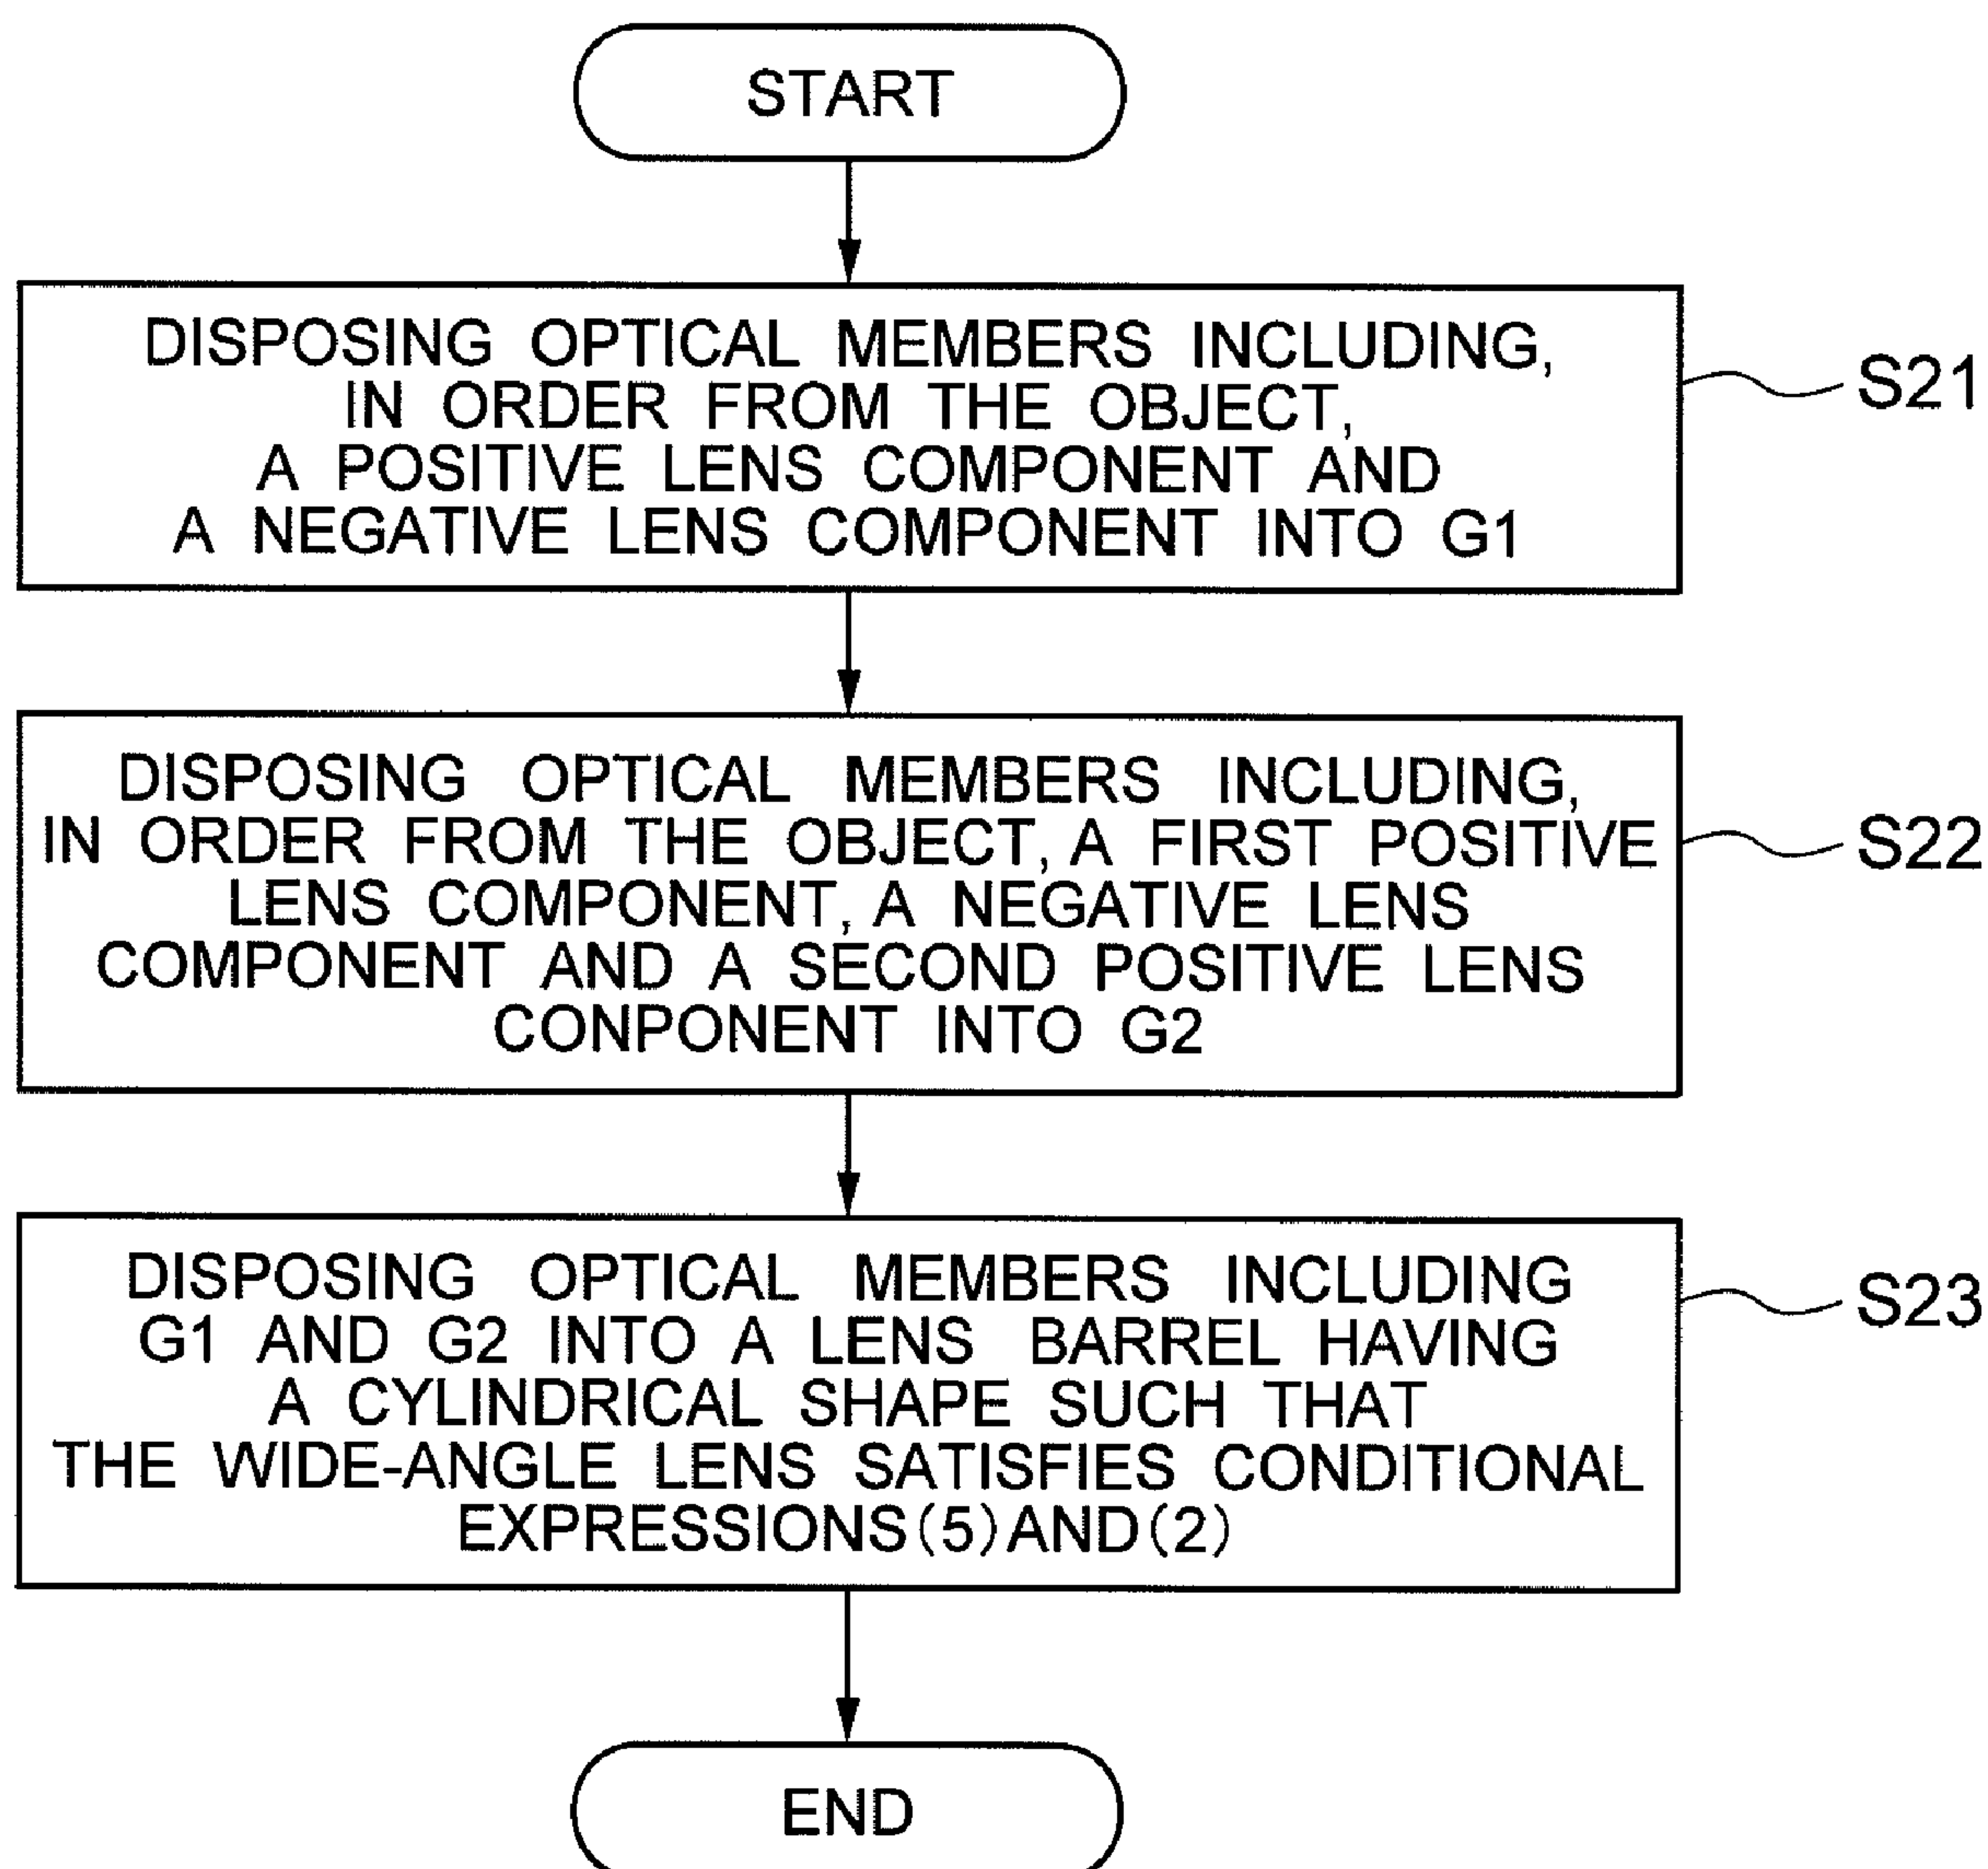 START
DISPOSING OPTICAL MEMBERS INCLUDING,
IN ORDER FROM THE OBJECT,
A POSITIVE LENS COMPONENT AND
A NEGATIVE LENS COMPONENT INTO G1
S21
DISPOSING OPTICAL MEMBERS INCLUDING,
IN ORDER FROM THE OBJECT, A FIRST POSITIVE
LENS COMPONENT, A NEGATIVE LENS
COMPONENT AND A SECOND POSITIVE LENS
CONPONENT INTO G2
S22
DISPOSING OPTICAL MEMBERS INCLUDING
G1 AND G2 INTO A LENS BARREL HAVING
A CYLINDRICAL SHAPE SUCH THAT
THE WIDE-ANGLE LENS SATISFIES CONDITIONAL
EXPRESSIONS(5)AND(2)
S23
END